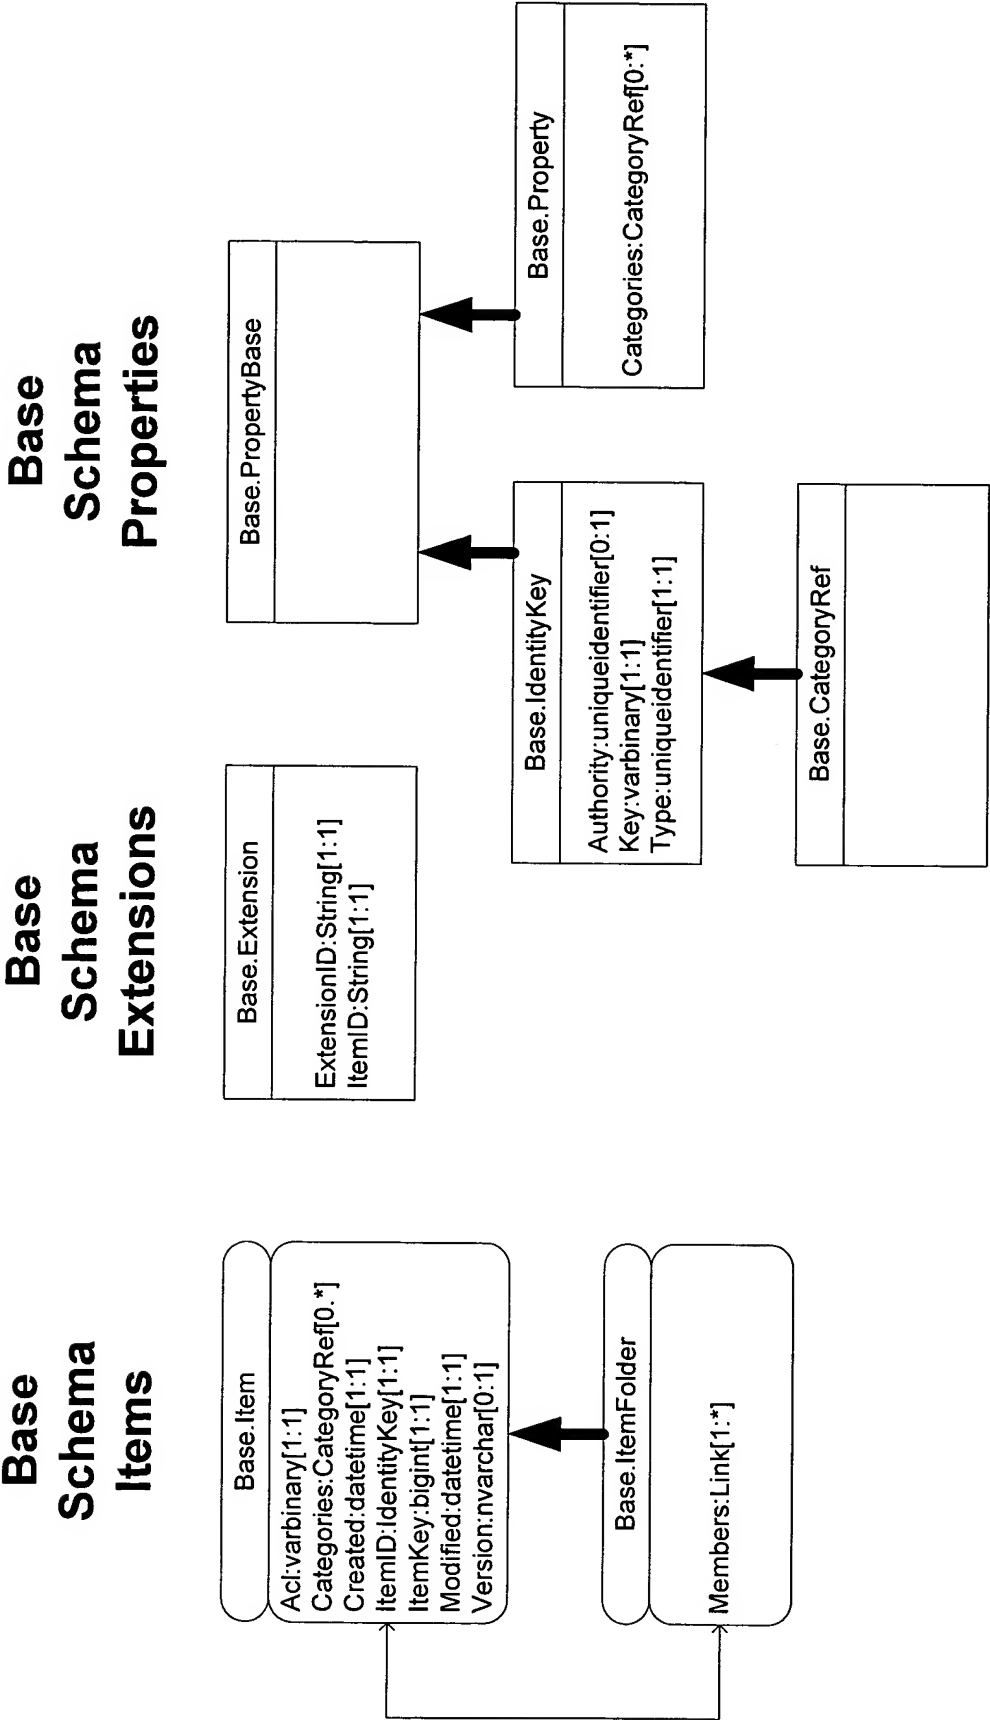 Base
Schema
Items
Base.Item
Acl:varbinary[1:1]
Categories:CategoryRef[0.*]
Created:datetime[1:1]
ItemID:IdentityKey[1:1]
ItemKey:bigint[1:1]
Modified:datetime[1:1]
Version:nvarchar[0:1]
Base.ItemFolder
Members:Link[1:*]
Base
Schema
Extensions
Base.Extension
ExtensionID:String[1:1]
ItemID:String[1:1]
Base
Schema
Properties
Base.PropertyBase
Base.IdentityKey
Authority:uniqueidentifier[0:1]
Key:varbinary[1:1]
Type:uniqueidentifier[1:1]
Base.Property
Categories:CategoryRef[0:*]
Base.CategoryRef